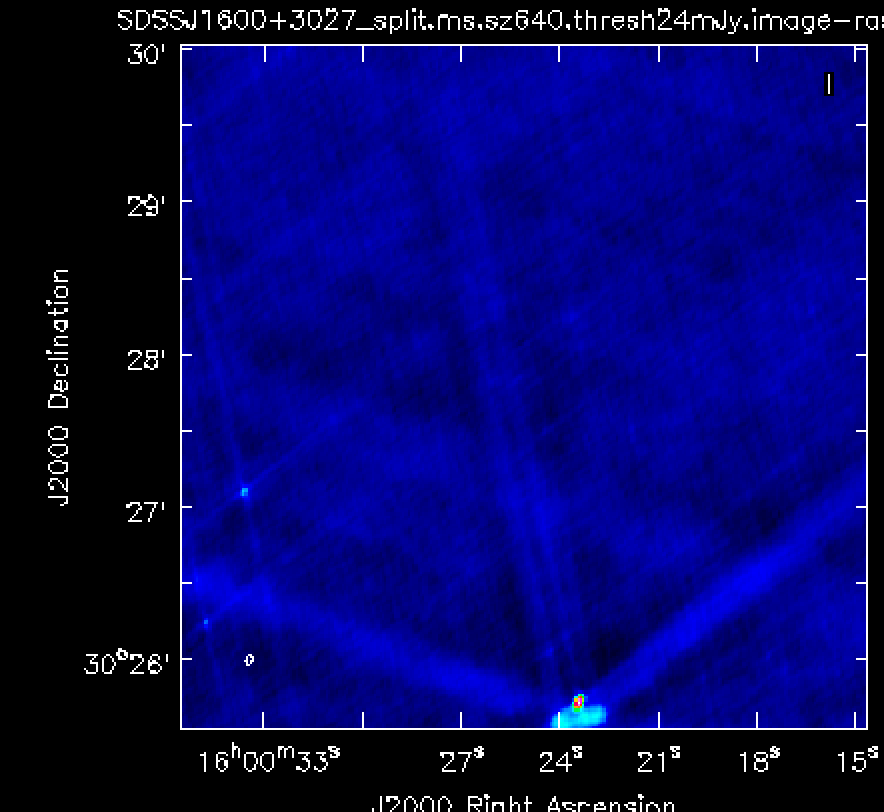 SDSSJ1600+3027_split.ms.sz640.thresh24mJy.image-ras
30'
I
29'
28'
J2000 Declination
27'
30°26'
16ʰ00ᵐ33ˢ 27ˢ 24ˢ 21ˢ 18ˢ 15ˢ
J2000 Right Ascension